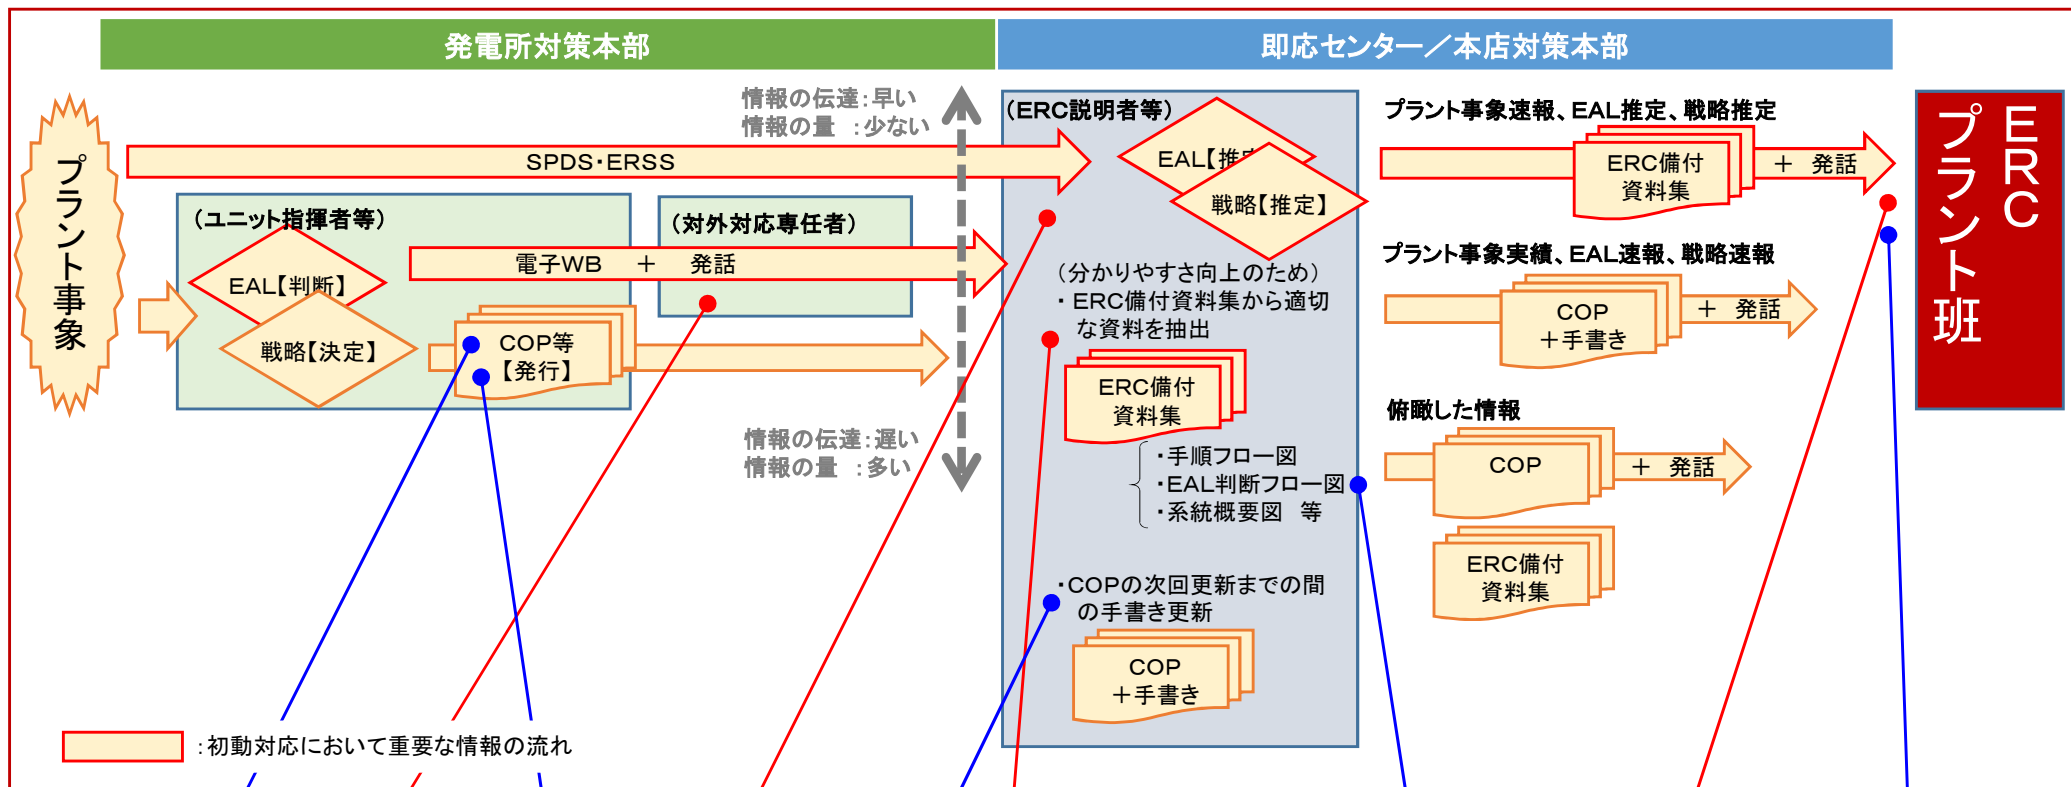 発電所対策本部
即応センター／本店対策本部
プラント事象
情報の伝達：早い
情報の量　：少ない
SPDS・ERSS
（ユニット指揮者等）
EAL【判断】
戦略【決定】
（対外対応専任者）
電子WB　＋　発話
COP等
【発行】
情報の伝達：遅い
情報の量　：多い
（ERC説明者等）
EAL【推定
戦略【推定】
（分かりやすさ向上のため）
・ERC備付資料集から適切
な資料を抽出
ERC備付
資料集
・手順フロー図
・EAL判断フロー図
・系統概要図　等
・COPの次回更新までの間
の手書き更新
COP
＋手書き
プラント事象速報、EAL推定、戦略推定
ERC備付
資料集
＋　発話
プラント事象実績、EAL速報、戦略速報
COP
＋手書き
＋　発話
俯瞰した情報
COP
＋　発話
ERC備付
資料集
ERC
プラント班
：初動対応において重要な情報の流れ